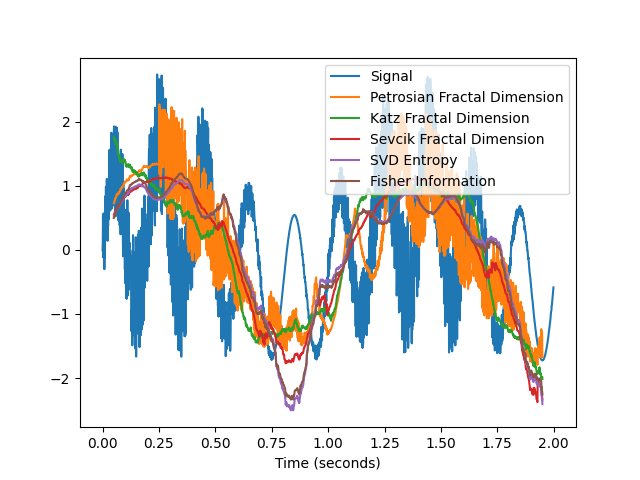 Signal
Petrosian Fractal Dimension
Katz Fractal Dimension
Sevcik Fractal Dimension
SVD Entropy
Fisher Information
2
1
0
−1
−2
0.00 0.25 0.50 0.75 1.00 1.25 1.50 1.75 2.00
Time (seconds)